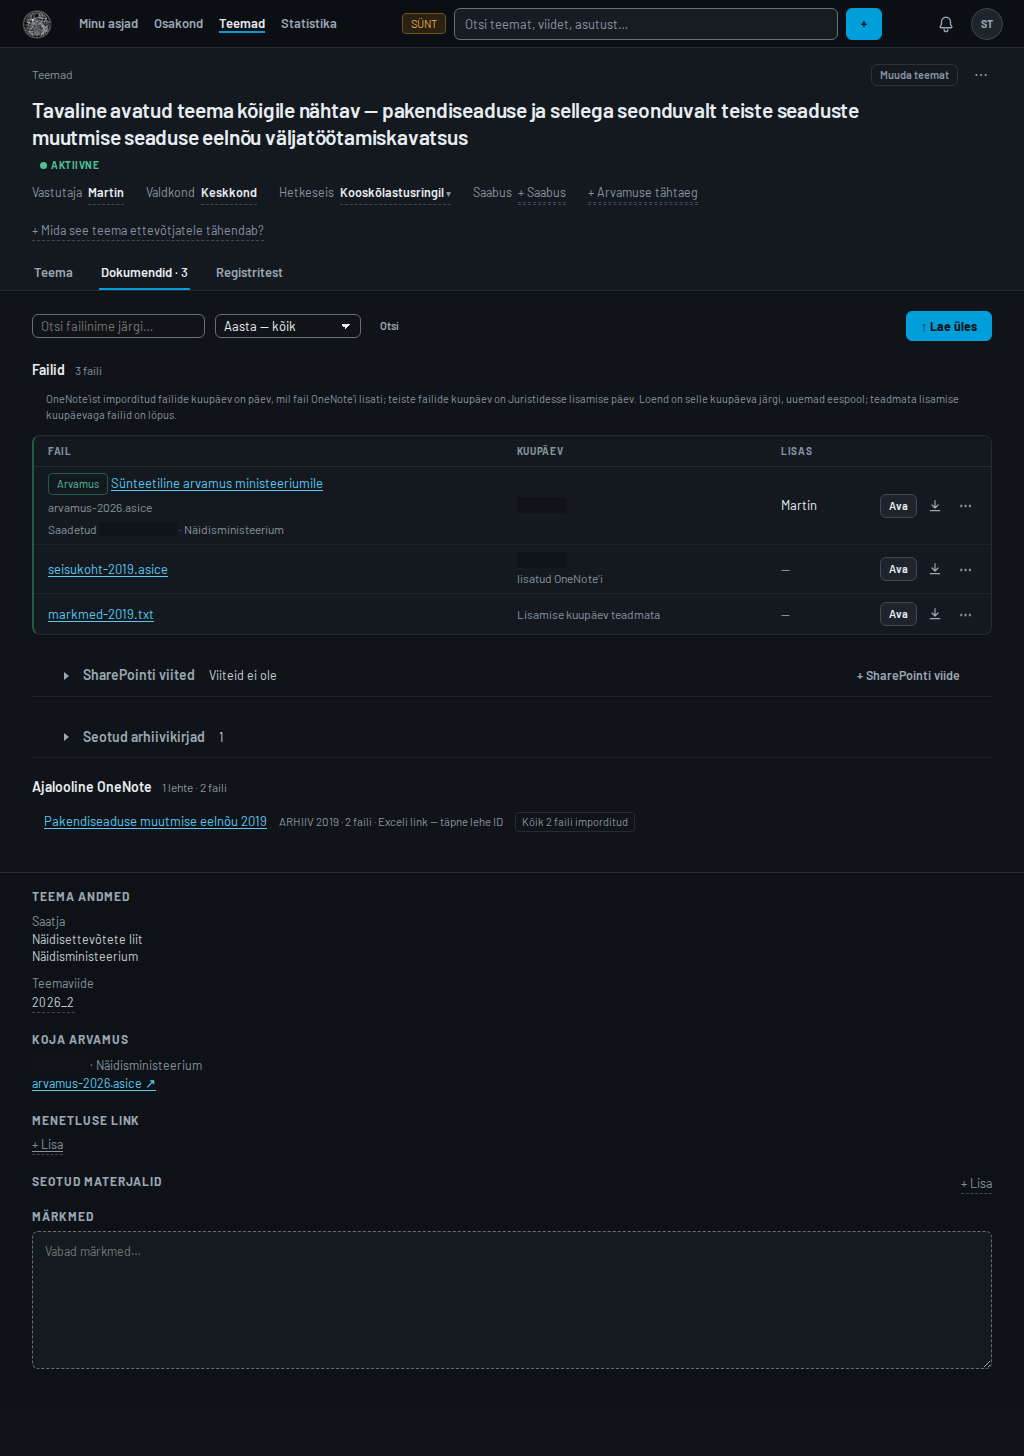 Minu asjad Osakond Teemad Statistika SÜNT Otsi teemat, viidet, asutust... + ST
Teemad Muuda teemat ...
Tavaline avatud teema kõigile nähtav — pakendiseaduse ja sellega seonduvalt teiste seaduste
muutmise seaduse eelnõu väljatöötamiskavatsus
AKTIIVNE
Vastutaja Martin Valdkond Keskkond Hetkeseis Kooskõlastusringil ▾ Saabus + Saabus + Arvamuse tähtaeg
+ Mida see teema ettevõtjatele tähendab?
Teema Dokumendid · 3 Registritest
Otsi failinime järgi... Aasta — kõik Otsi ↑ Lae üles
Failid 3 faili
OneNote'ist imporditud failide kuupäev on päev, mil fail OneNote'i lisati; teiste failide kuupäev on Juristidesse lisamise päev. Loend on selle kuupäeva järgi, uuemad eespool; teadmata lisamise
kuupäevaga failid on lõpus.
FAIL KUUPÄEV LISAS
Arvamus Sünteetiline arvamus ministeeriumile
arvamus-2026.asice
Saadetud · Näidisministeerium
Martin Ava ...
seisukoht-2019.asice lisatud OneNote'i — Ava ...
markmed-2019.txt Lisamise kuupäev teadmata — Ava ...
SharePointi viited Viiteid ei ole + SharePointi viide
Seotud arhiivikirjad 1
Ajalooline OneNote 1 lehte · 2 faili
Pakendiseaduse muutmise eelnõu 2019 ARHIIV 2019 · 2 faili · Exceli link — täpne lehe ID Kõik 2 faili imporditud
TEEMA ANDMED
Saatja
Näidisettevõtete liit
Näidisministeerium
Teemaviide
2026_2
KOJA ARVAMUS
· Näidisministeerium
arvamus-2026.asice ↗
MENETLUSE LINK
+ Lisa
SEOTUD MATERJALID + Lisa
MÄRKMED
Vabad märkmed...